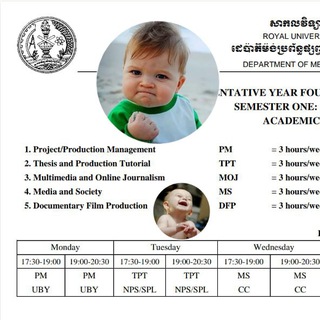 សាកលវិទ្យា
ROYAL UNIVER
ដេប៉ាតឺម៉ង់ប្រព័ន្ធផ្សព្វ
DEPARTMENT OF ME
NTATIVE YEAR FOU
SEMESTER ONE:
ACADEMIC
1. Project/Production Management PM = 3 hours/we
2. Thesis and Production Tutorial TPT = 3 hours/we
3. Multimedia and Online Journalism MOJ = 3 hours/we
4. Media and Society MS = 3 hours/we
5. Documentary Film Production DFP = 3 hours/we
Monday Tuesday Wednesday
17:30-19:00 19:00-20:30 17:30-19:00 19:00-20:30 17:30-19:00 19:00-20:30
PM PM TPT TPT MS MS
UBY UBY NPS/SPL NPS/SPL CC CC